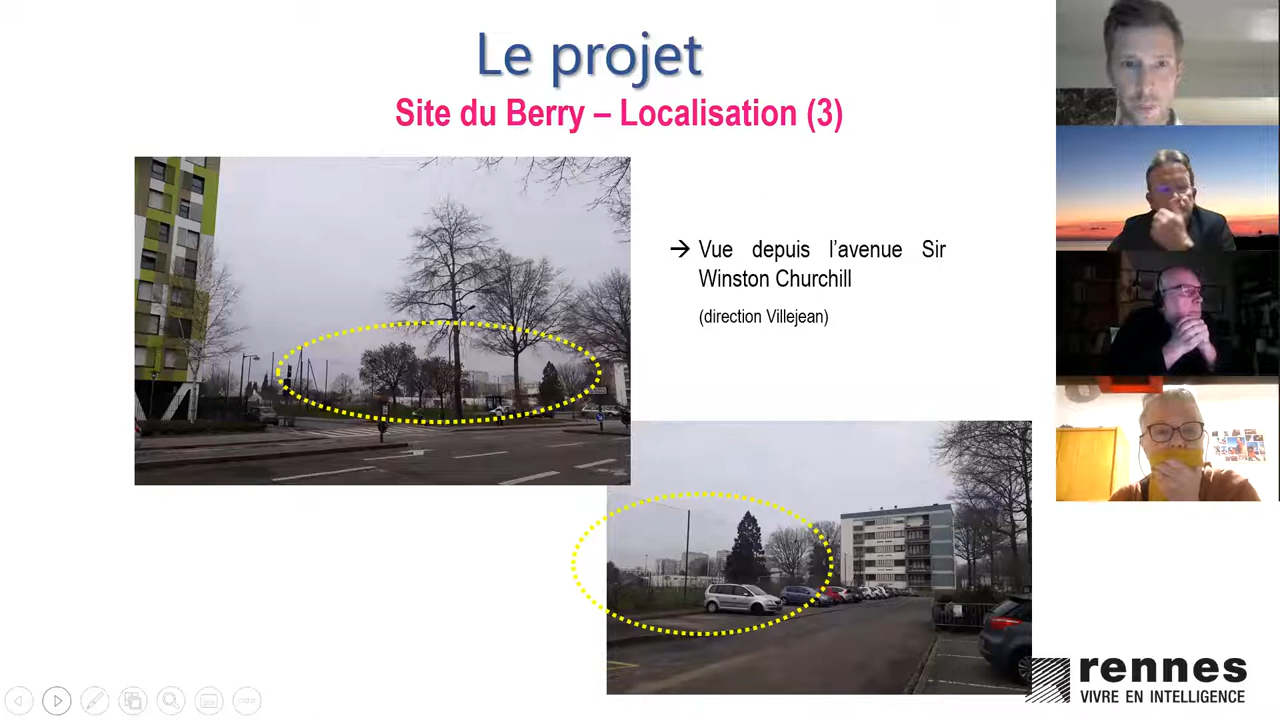 Le projet
Site du Berry – Localisation (3)
→ Vue depuis l’avenue Sir
Winston Churchill
(direction Villejean)
rennes
VIVRE EN INTELLIGENCE